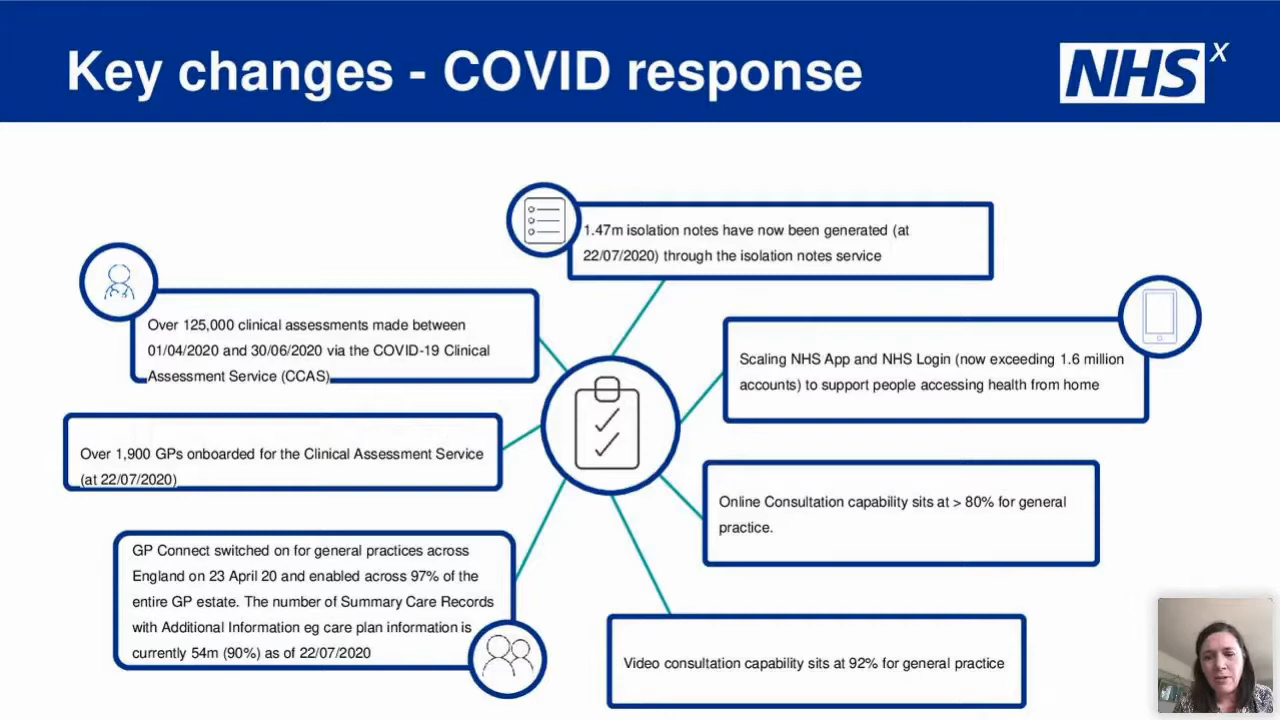 Key changes - COVID response
NHS X
1.47m isolation notes have now been generated (at
22/07/2020) through the isolation notes service
Over 125,000 clinical assessments made between
01/04/2020 and 30/06/2020 via the COVID-19 Clinical
Assessment Service (CCAS)
Scaling NHS App and NHS Login (now exceeding 1.6 million
accounts) to support people accessing health from home
Over 1,900 GPs onboarded for the Clinical Assessment Service
(at 22/07/2020)
Online Consultation capability sits at > 80% for general
practice.
GP Connect switched on for general practices across
England on 23 April 20 and enabled across 97% of the
entire GP estate. The number of Summary Care Records
with Additional Information eg care plan information is
currently 54m (90%) as of 22/07/2020
Video consultation capability sits at 92% for general practice